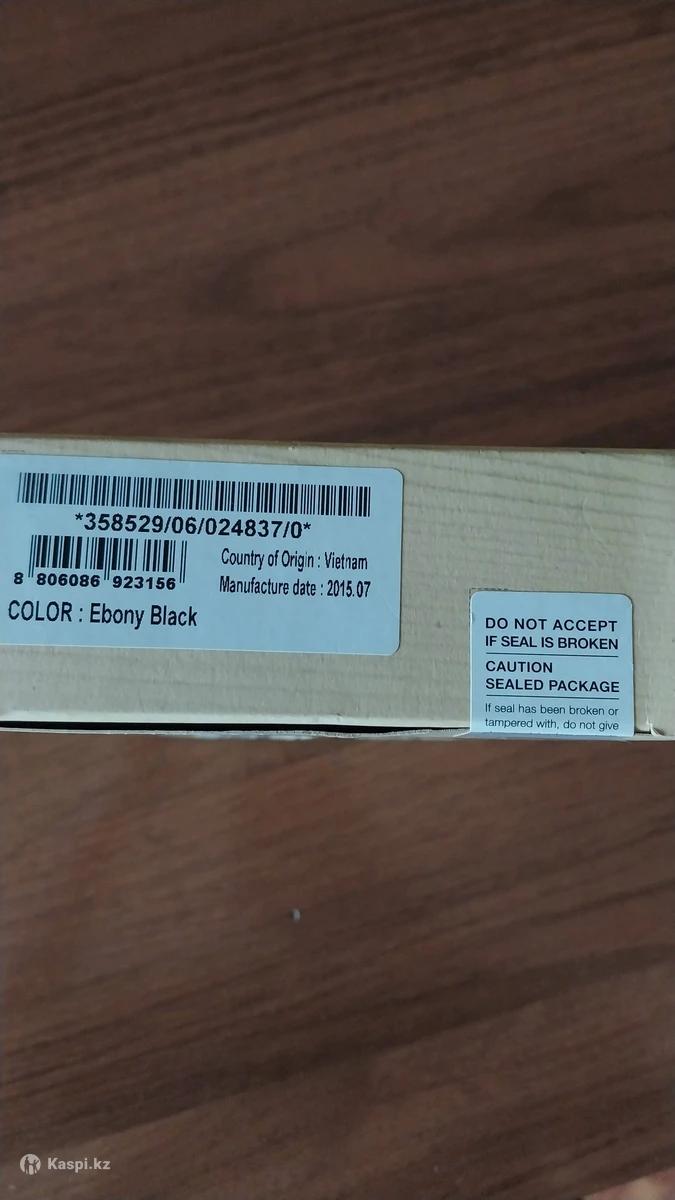 *358529/06/024837/0*
8 806086 923156
Country of Origin : Vietnam
Manufacture date : 2015.07
COLOR : Ebony Black
DO NOT ACCEPT
IF SEAL IS BROKEN
CAUTION
SEALED PACKAGE
If seal has been broken or
tampered with, do not give
Kaspi.kz